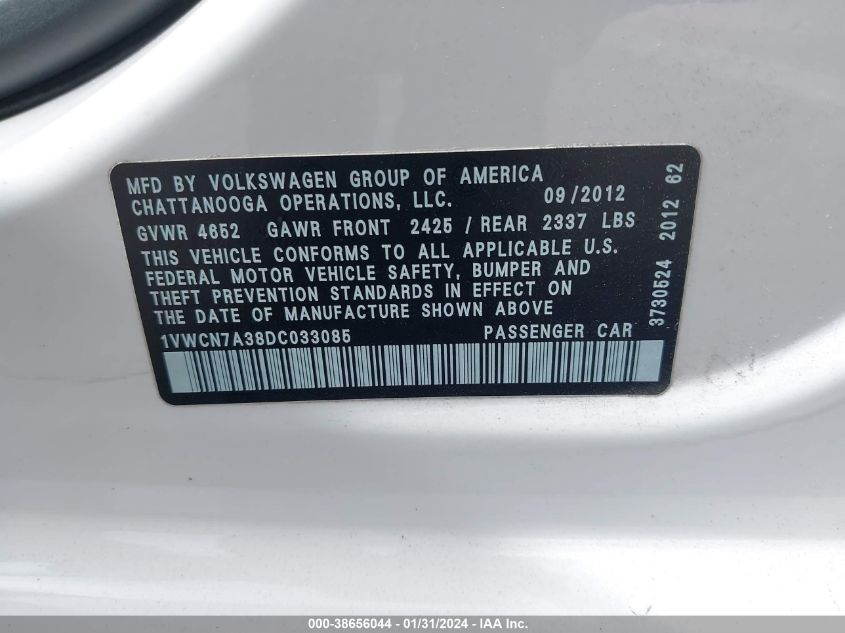 MFD BY VOLKSWAGEN GROUP OF AMERICA
CHATTANOOGA OPERATIONS, LLC. 09/2012
GVWR 4652 GAWR FRONT 2425 / REAR 2337 LBS
THIS VEHICLE CONFORMS TO ALL APPLICABLE U.S.
FEDERAL MOTOR VEHICLE SAFETY, BUMPER AND
THEFT PREVENTION STANDARDS IN EFFECT ON
THE DATE OF MANUFACTURE SHOWN ABOVE
1VWCN7A38DC033085 PASSENGER CAR
3730524 2012 62
000-38656044 - 01/31/2024 - IAA Inc.